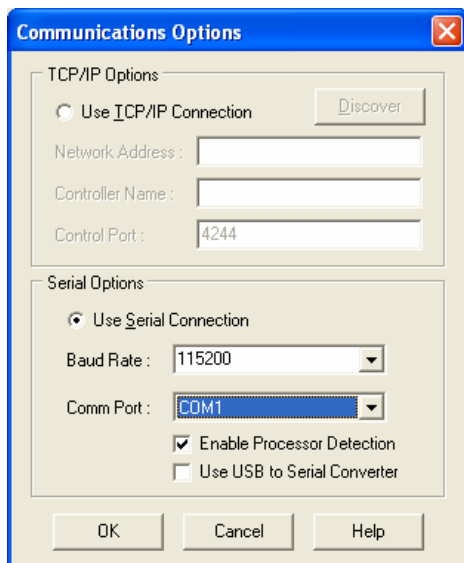 Communications Options
TCP/IP Options
Use TCP/IP Connection
Discover
Network Address :
Controller Name :
Control Port :
4244
Serial Options
Use Serial Connection
Baud Rate :
115200
Comm Port :
COM1
Enable Processor Detection
Use USB to Serial Converter
OK
Cancel
Help